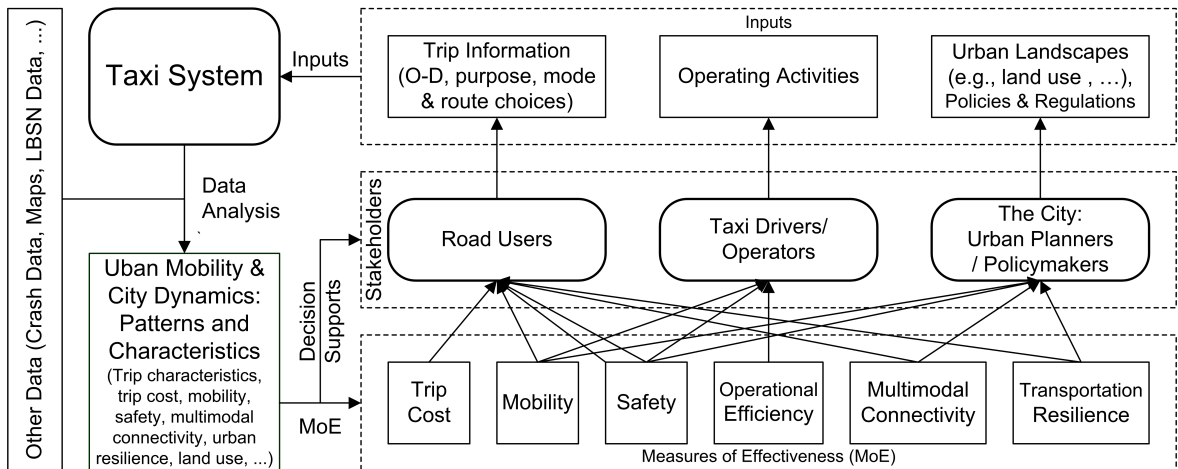 Other Data (Crash Data, Maps, LBSN Data, ...)
Taxi System
Inputs
Inputs
Trip Information
(O-D, purpose, mode
& route choices)
Operating Activities
Urban Landscapes
(e.g., land use , …),
Policies & Regulations
Data
Analysis
Stakeholders
Road Users
Taxi Drivers/
Operators
The City:
Urban Planners
/ Policymakers
Uban Mobility &
City Dynamics:
Patterns and
Characteristics
(Trip characteristics,
trip cost, mobility,
safety, multimodal
connectivity, urban
resilience, land use, ...)
Decision
Supports
MoE
Trip
Cost
Mobility
Safety
Operational
Efficiency
Multimodal
Connectivity
Transportation
Resilience
Measures of Effectiveness (MoE)